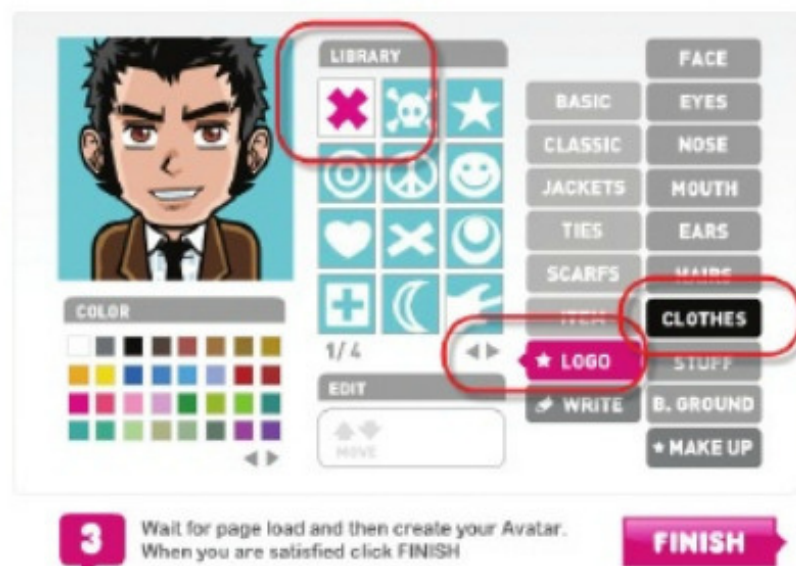 LIBRARY
FACE
BASIC
EYES
CLASSIC
NOSE
JACKETS
MOUTH
TIES
EARS
SCARFS
HAIRS
ITEM
CLOTHES
COLOR
1/4
LOGO
STUFF
EDIT
WRITE
B. GROUND
MOVE
MAKE UP
3
Wait for page load and then create your Avatar.
When you are satisfied click FINISH
FINISH